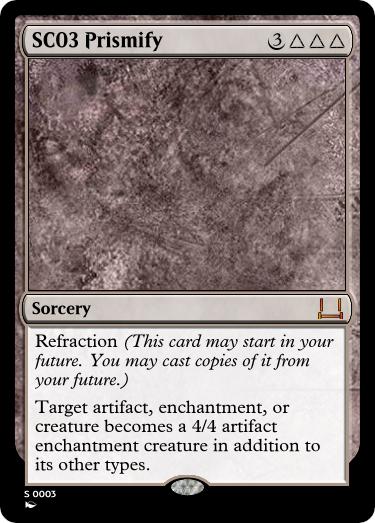 SC03 Prismify 3△△△
Sorcery
Refraction (This card may start in your
future. You may cast copies of it from
your future.)
Target artifact, enchantment, or
creature becomes a 4/4 artifact
enchantment creature in addition to
its other types.
S 0003